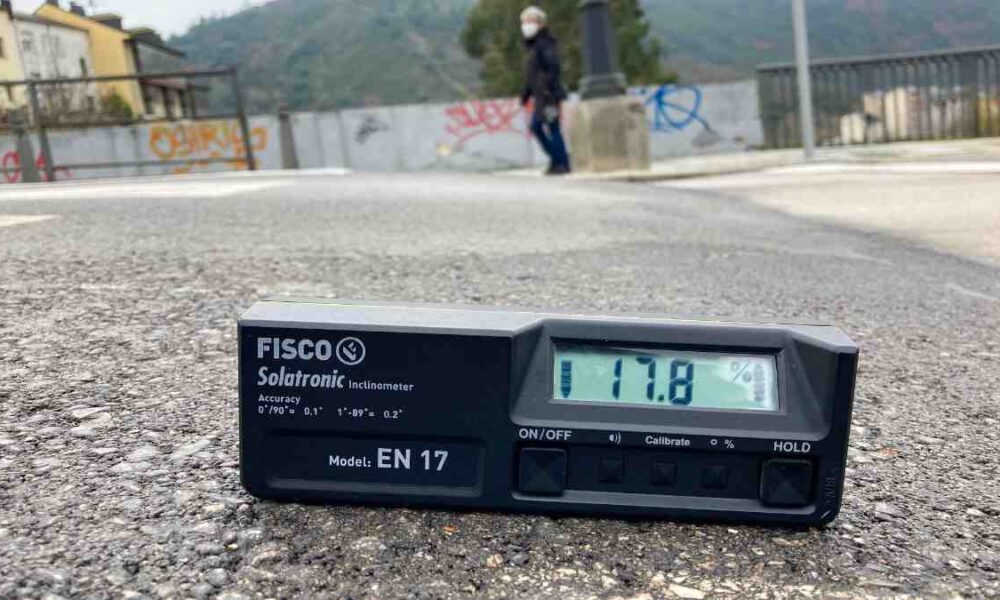 FISCO
Solatronic Inclinometer
Accuracy
0°/90°= 0.1° 1°-89°= 0.2°
Model: EN 17
17.8 %
ON/OFF Calibrate ° % HOLD